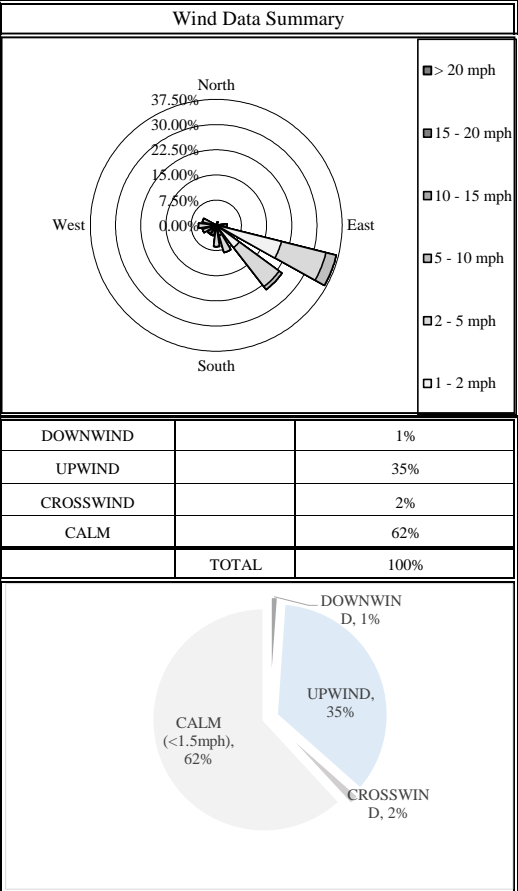 Wind Data Summary
North
37.50%
30.00%
22.50%
15.00%
7.50%
0.00%
West
East
South
> 20 mph
15 - 20 mph
10 - 15 mph
5 - 10 mph
2 - 5 mph
1 - 2 mph
DOWNWIND 1%
UPWIND 35%
CROSSWIND 2%
CALM 62%
TOTAL 100%
DOWNWIN
D, 1%
UPWIND,
35%
CALM
(<1.5mph),
62%
CROSSWIN
D, 2%